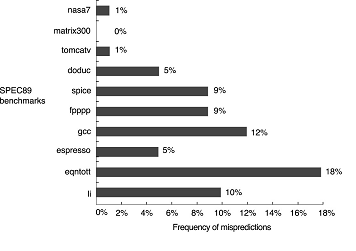 nasa7 1%
matrix300 0%
tomcatv 1%
doduc 5%
SPEC89
benchmarks
spice 9%
fpppp 9%
gcc 12%
espresso 5%
eqntott 18%
li 10%
0% 2% 4% 6% 8% 10% 12% 14% 16% 18%
Frequency of mispredictions